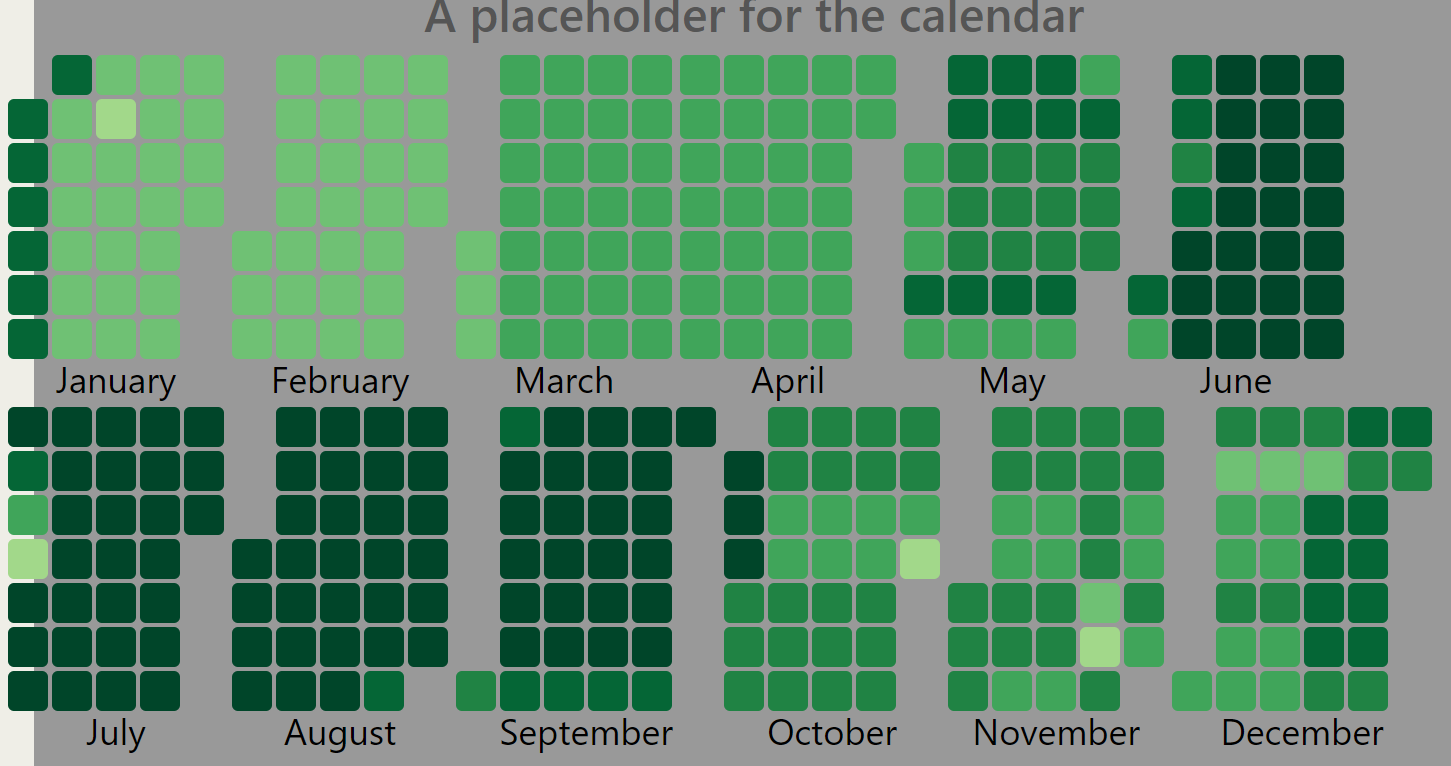 A placeholder for the calendar
January February March April May June
July August September October November December